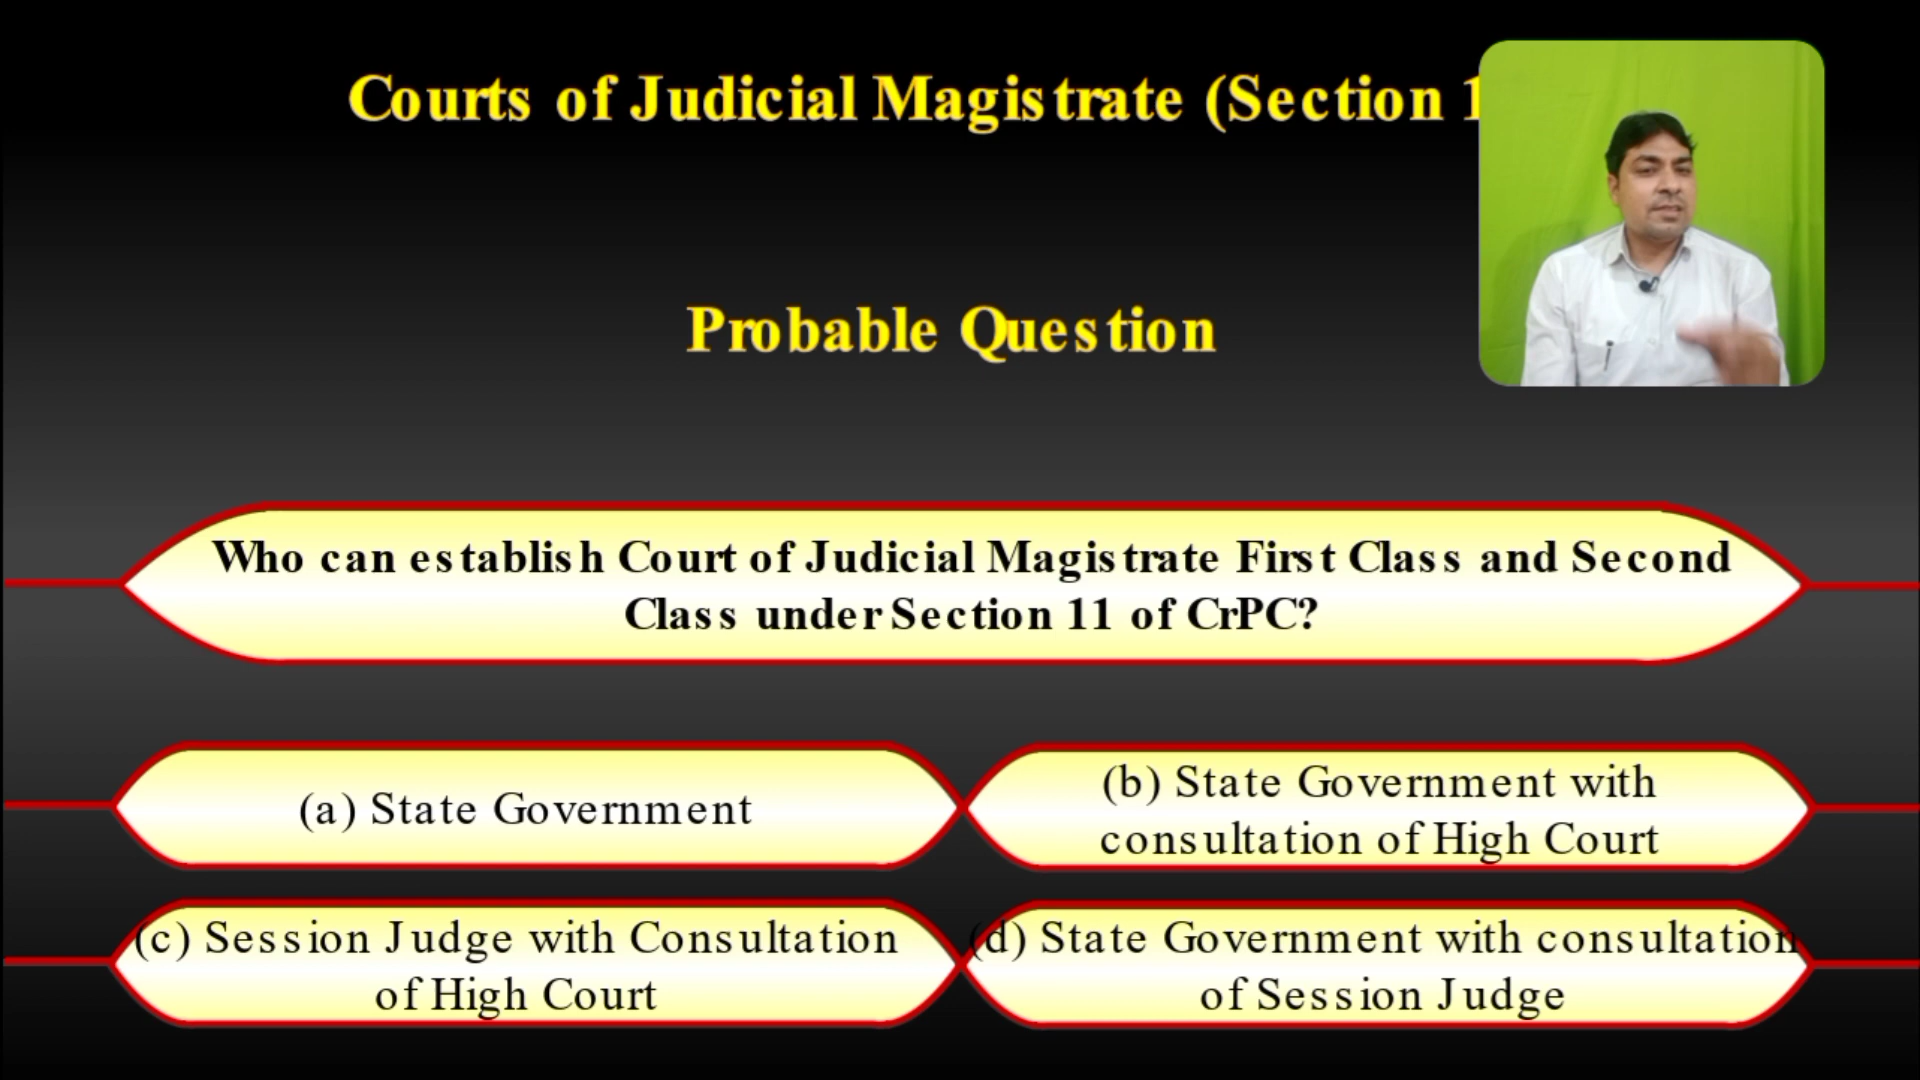 Courts of Judicial Magistrate (Section 1
Probable Question
Who can establish Court of Judicial Magistrate First Class and Second
Class under Section 11 of CrPC?
(a) State Government
(b) State Government with
consultation of High Court
(c) Session Judge with Consultation
of High Court
(d) State Government with consultation
of Session Judge